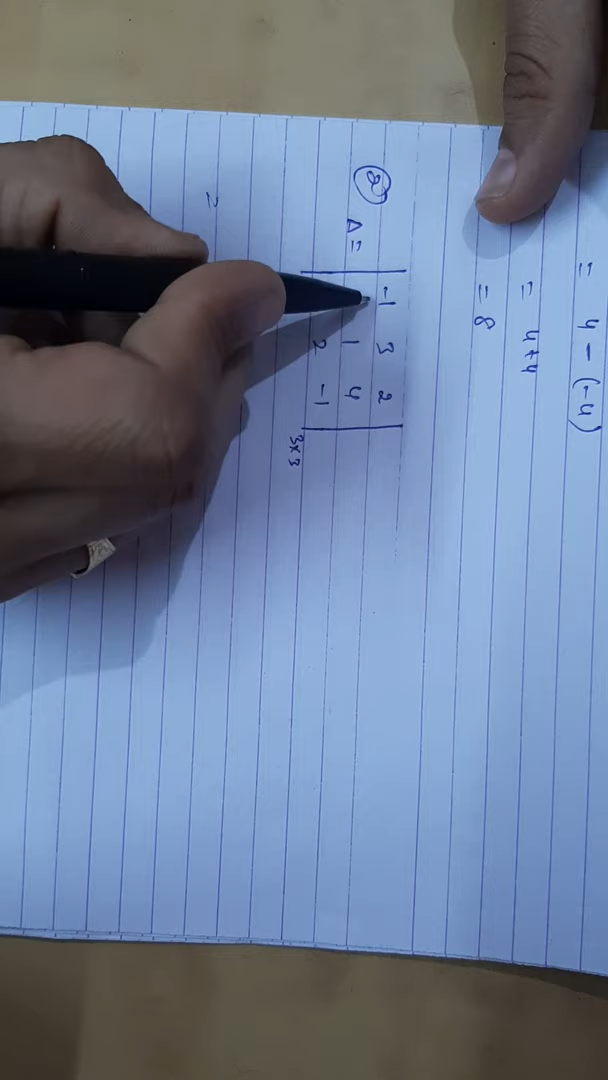 = 4 - (-4)
= 4+4
= 8
② Δ =
-1 3 2
1 4
2 -1
3x3
=